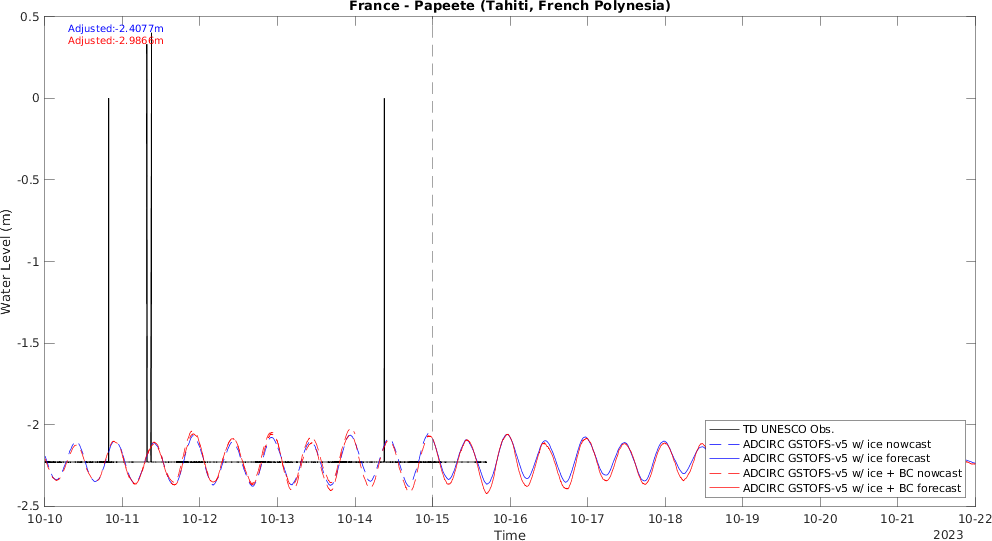 France - Papeete (Tahiti, French Polynesia)
Adjusted:-2.4077m
Adjusted:-2.9866m
0.5
0
-0.5
-1
-1.5
-2
-2.5
Water Level (m)
TD UNESCO Obs.
ADCIRC GSTOFS-v5 w/ ice nowcast
ADCIRC GSTOFS-v5 w/ ice forecast
ADCIRC GSTOFS-v5 w/ ice + BC nowcast
ADCIRC GSTOFS-v5 w/ ice + BC forecast
10-10 10-11 10-12 10-13 10-14 10-15 10-16 10-17 10-18 10-19 10-20 10-21 10-22
Time
2023